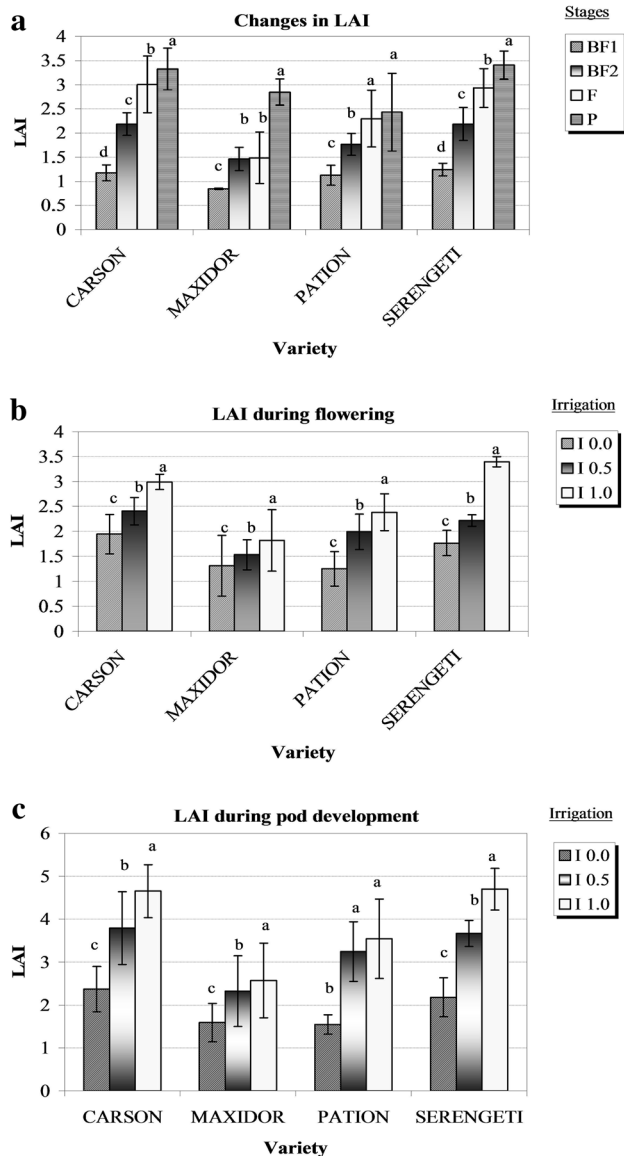 a
Changes in LAI
Stages
BF1
BF2
F
P
LAI
4
3.5
3
2.5
2
1.5
1
0.5
0
d c b a
c b b a
c b a a
d c b a
CARSON MAXIDOR PATION SERENGETI
Variety
b
LAI during flowering
Irrigation
I 0.0
I 0.5
I 1.0
LAI
4
3.5
3
2.5
2
1.5
1
0.5
0
c b a
c b a
c b a
c b a
CARSON MAXIDOR PATION SERENGETI
Variety
c
LAI during pod development
Irrigation
I 0.0
I 0.5
I 1.0
LAI
6
5
4
3
2
1
0
c b a
c b a
b a a
c b a
CARSON MAXIDOR PATION SERENGETI
Variety